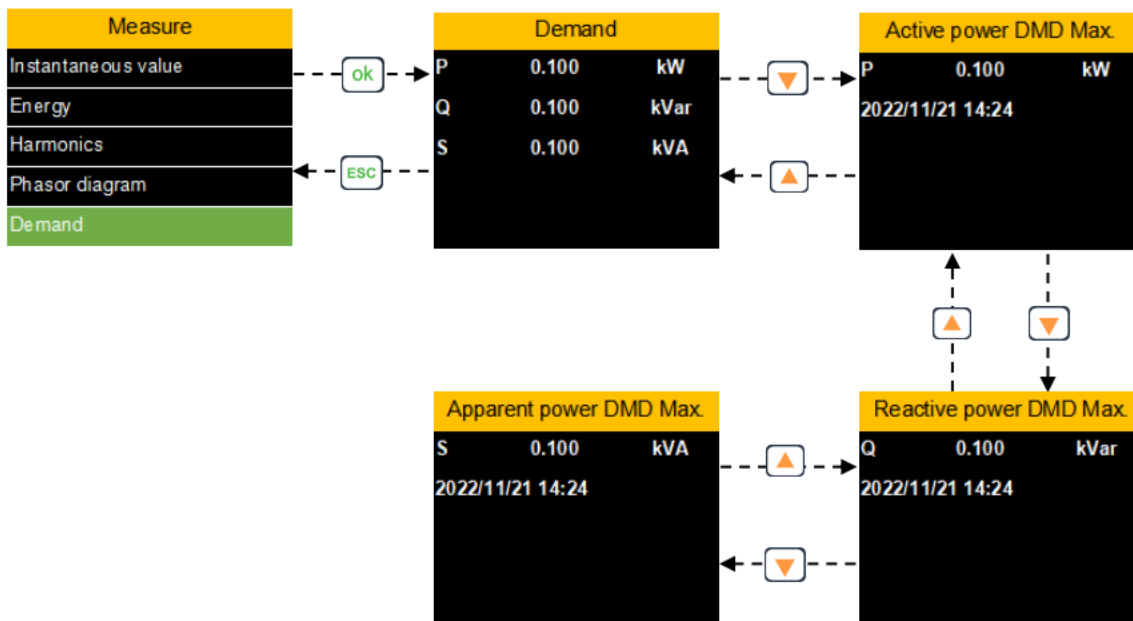 Measure
Instantaneous value
Energy
Harmonics
Phasor diagram
Demand
ok
ESC
Demand
P 0.100 kW
Q 0.100 kVar
S 0.100 kVA
Active power DMD Max.
P 0.100 kW
2022/11/21 14:24
Apparent power DMD Max.
S 0.100 kVA
2022/11/21 14:24
Reactive power DMD Max.
Q 0.100 kVar
2022/11/21 14:24